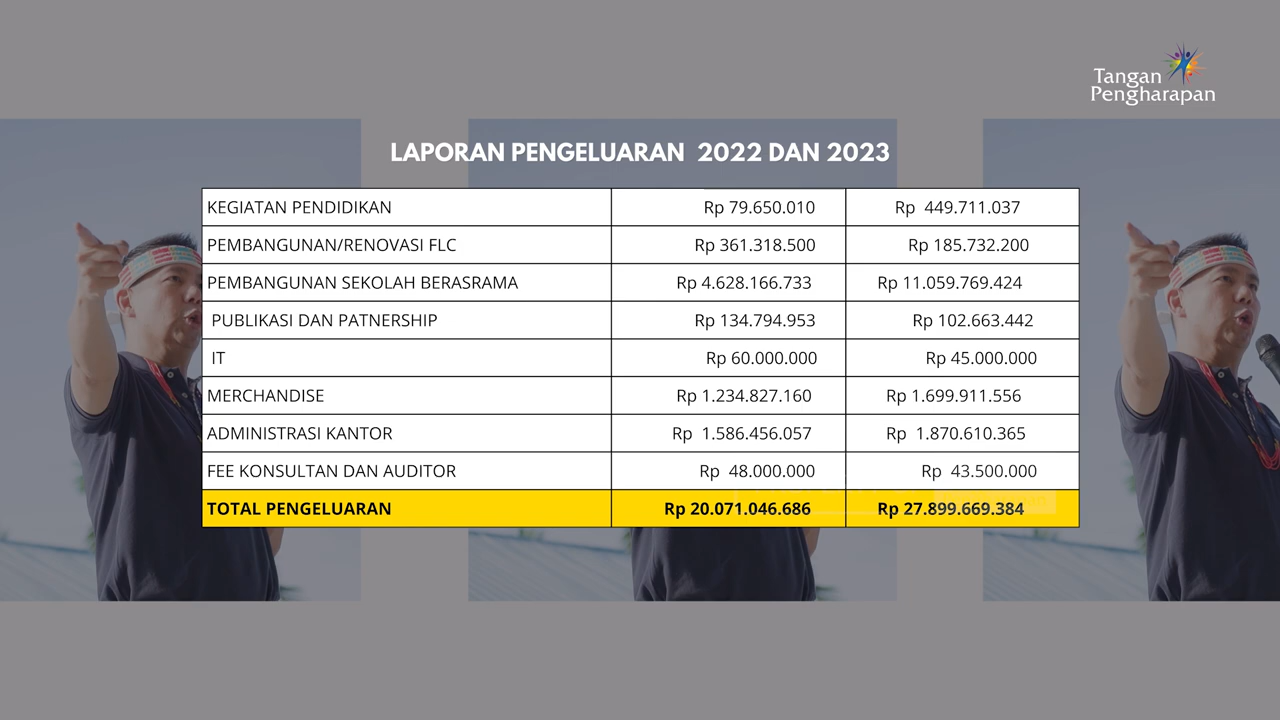 Tangan
Pengharapan
LAPORAN PENGELUARAN 2022 DAN 2023
KEGIATAN PENDIDIKAN Rp 79.650.010 Rp 449.711.037
PEMBANGUNAN/RENOVASI FLC Rp 361.318.500 Rp 185.732.200
PEMBANGUNAN SEKOLAH BERASRAMA Rp 4.628.166.733 Rp 11.059.769.424
PUBLIKASI DAN PATNERSHIP Rp 134.794.953 Rp 102.663.442
IT Rp 60.000.000 Rp 45.000.000
MERCHANDISE Rp 1.234.827.160 Rp 1.699.911.556
ADMINISTRASI KANTOR Rp 1.586.456.057 Rp 1.870.610.365
FEE KONSULTAN DAN AUDITOR Rp 48.000.000 Rp 43.500.000
TOTAL PENGELUARAN Rp 20.071.046.686 Rp 27.899.669.384